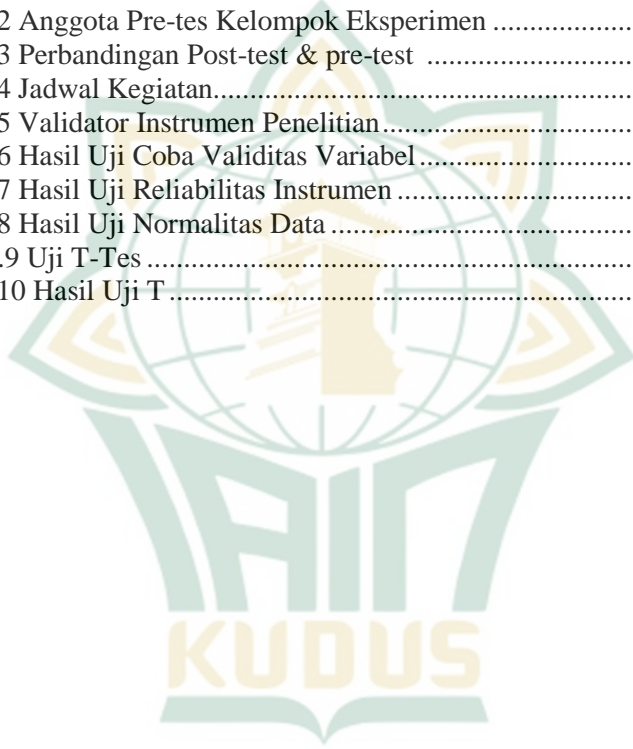 2 Anggota Pre-tes Kelompok Eksperimen ....................
3 Perbandingan Post-test & pre-test ..............................
4 Jadwal Kegiatan............................................................
5 Validator Instrumen Penelitian....................................
6 Hasil Uji Coba Validitas Variabel...............................
7 Hasil Uji Reliabilitas Instrumen ..................................
8 Hasil Uji Normalitas Data ...........................................
.9 Uji T-Tes .....................................................................
10 Hasil Uji T ..................................................................
IAIN
KUDUS